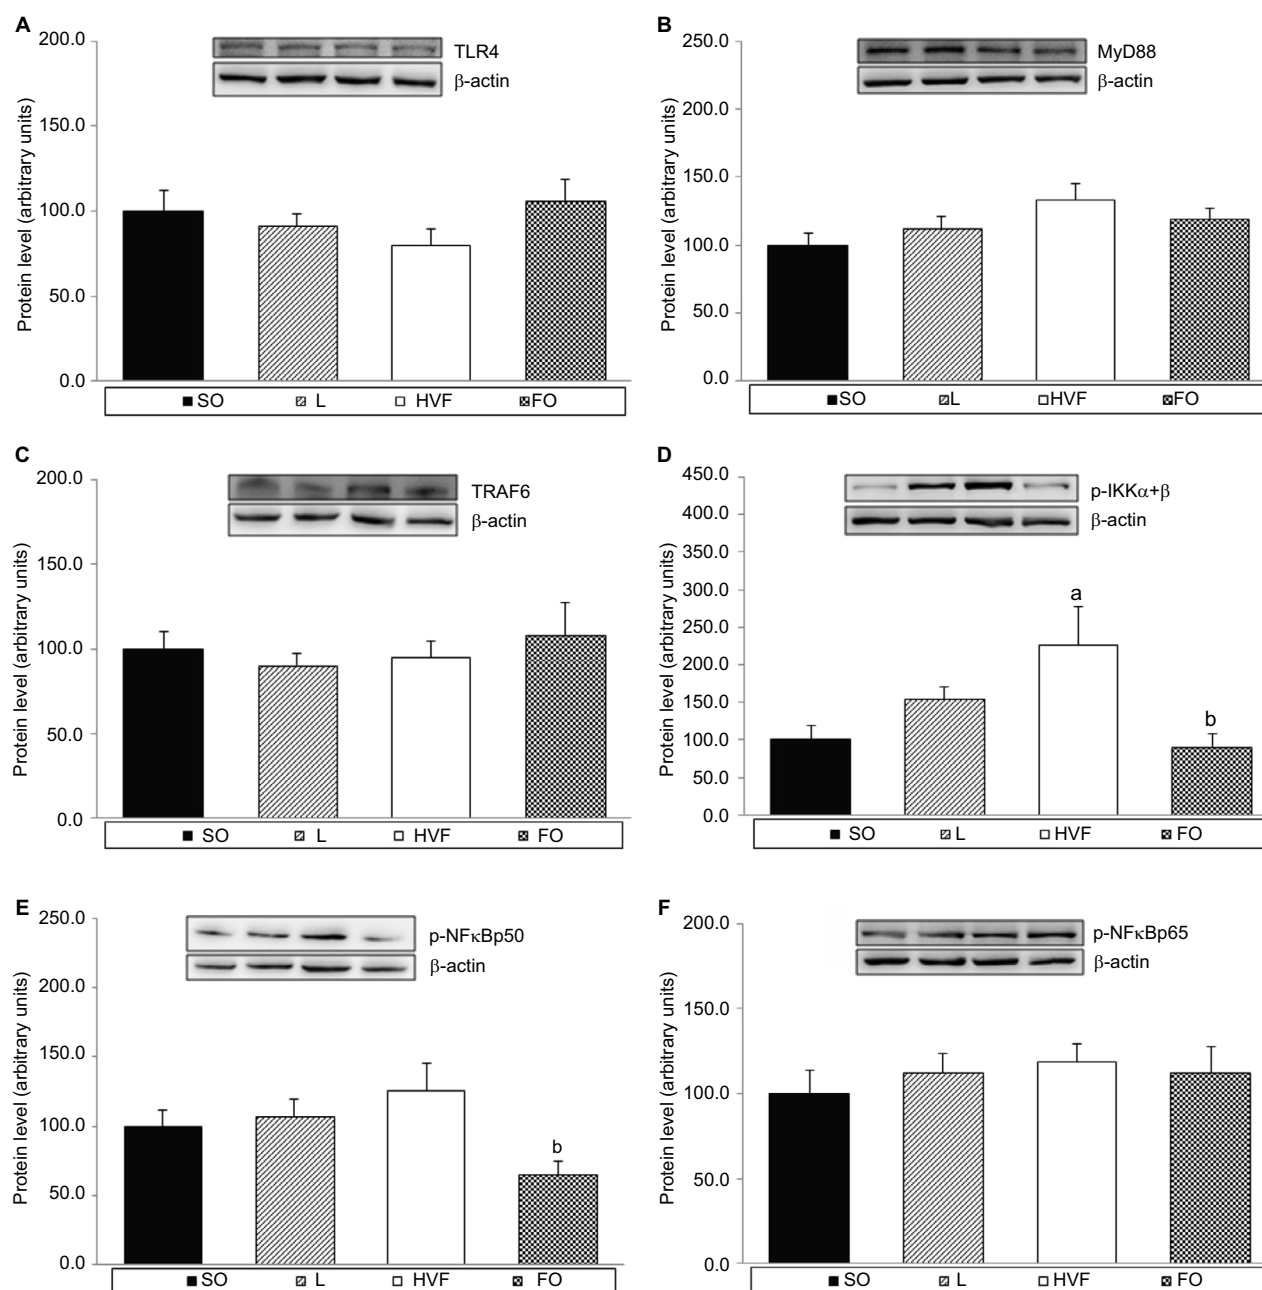 A
200.0
150.0
100.0
50.0
0.0
Protein level (arbitrary units)
TLR4
β-actin
SO L HVF FO
B
250.0
200.0
150.0
100.0
50.0
0.0
Protein level (arbitrary units)
MyD88
β-actin
SO L HVF FO
C
200.0
150.0
100.0
50.0
0.0
Protein level (arbitrary units)
TRAF6
β-actin
SO L HVF FO
D
450.0
400.0
350.0
300.0
250.0
200.0
150.0
100.0
50.0
0.0
Protein level (arbitrary units)
p-IKKα+β
β-actin
a
b
SO L HVF FO
E
250.0
200.0
150.0
100.0
50.0
0.0
Protein level (arbitrary units)
p-NFκBp50
β-actin
b
SO L HVF FO
F
200.0
150.0
100.0
50.0
0.0
Protein level (arbitrary units)
p-NFκBp65
β-actin
SO L HVF FO